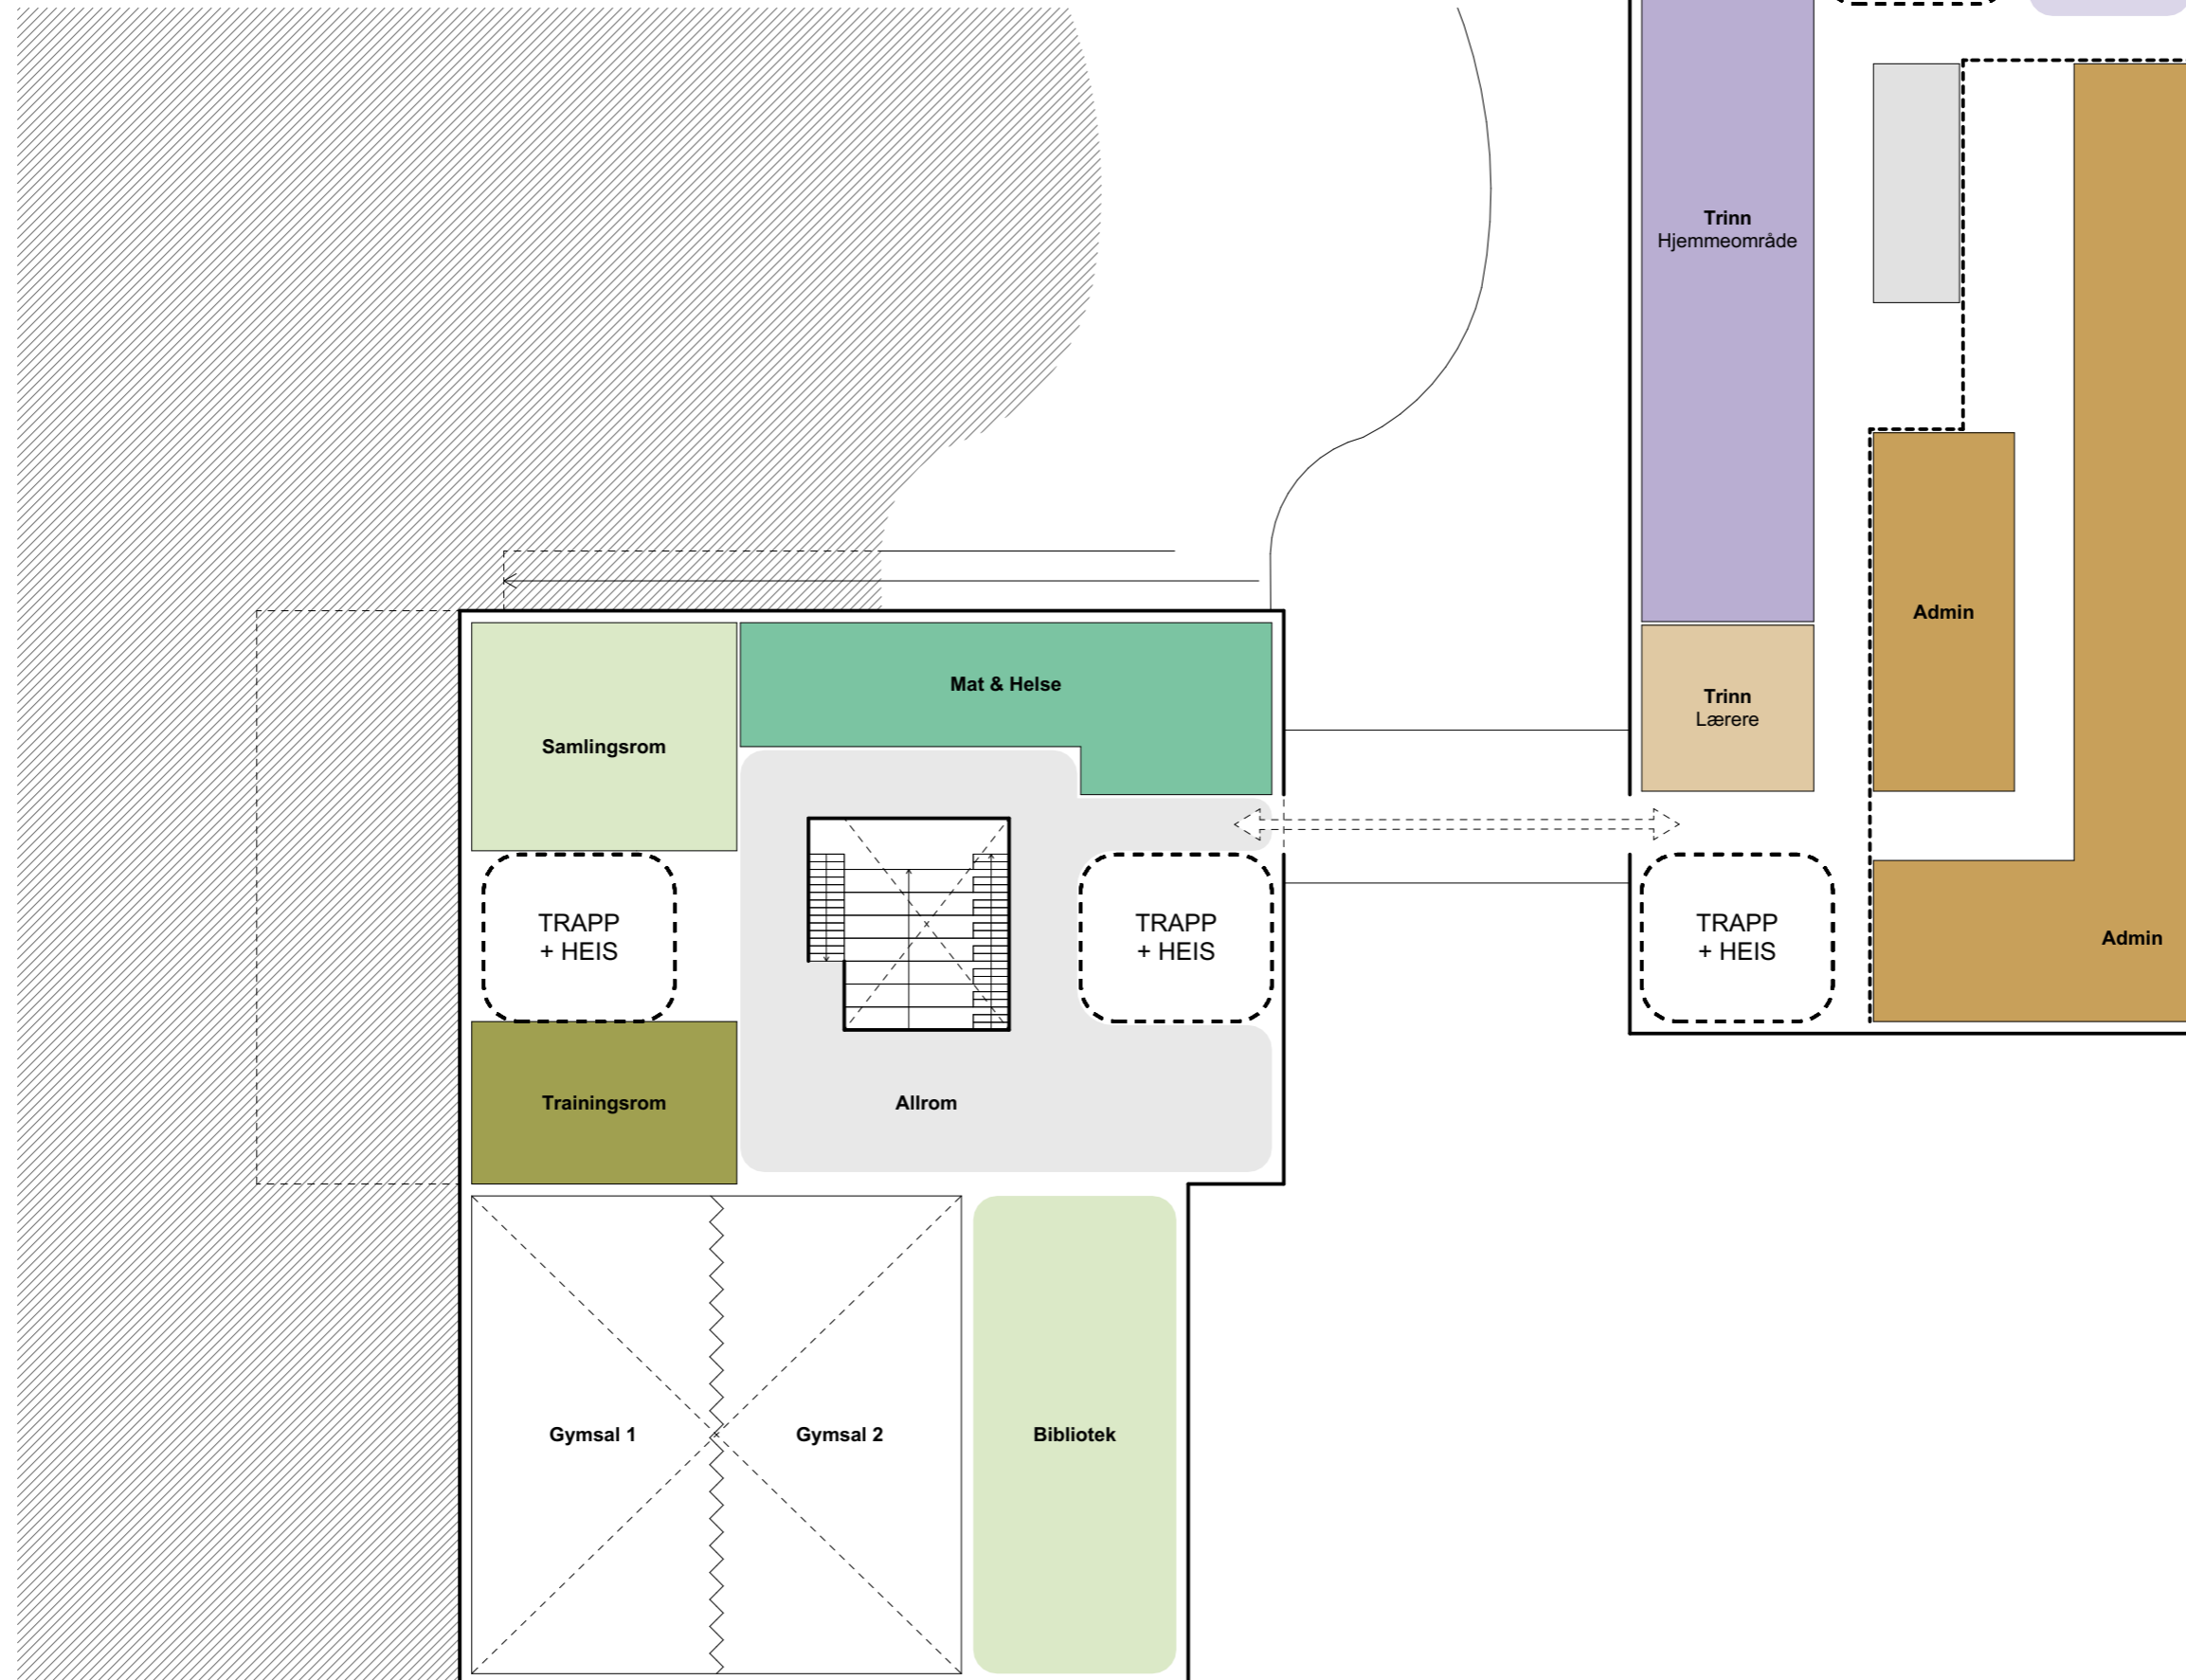 Trinn
Hjemmeområde
Admin
Mat & Helse
Trinn
Lærere
Samlingsrom
TRAPP
+ HEIS
TRAPP
+ HEIS
TRAPP
+ HEIS
Admin
Trainingsrom
Allrom
Gymsal 1
Gymsal 2
Bibliotek